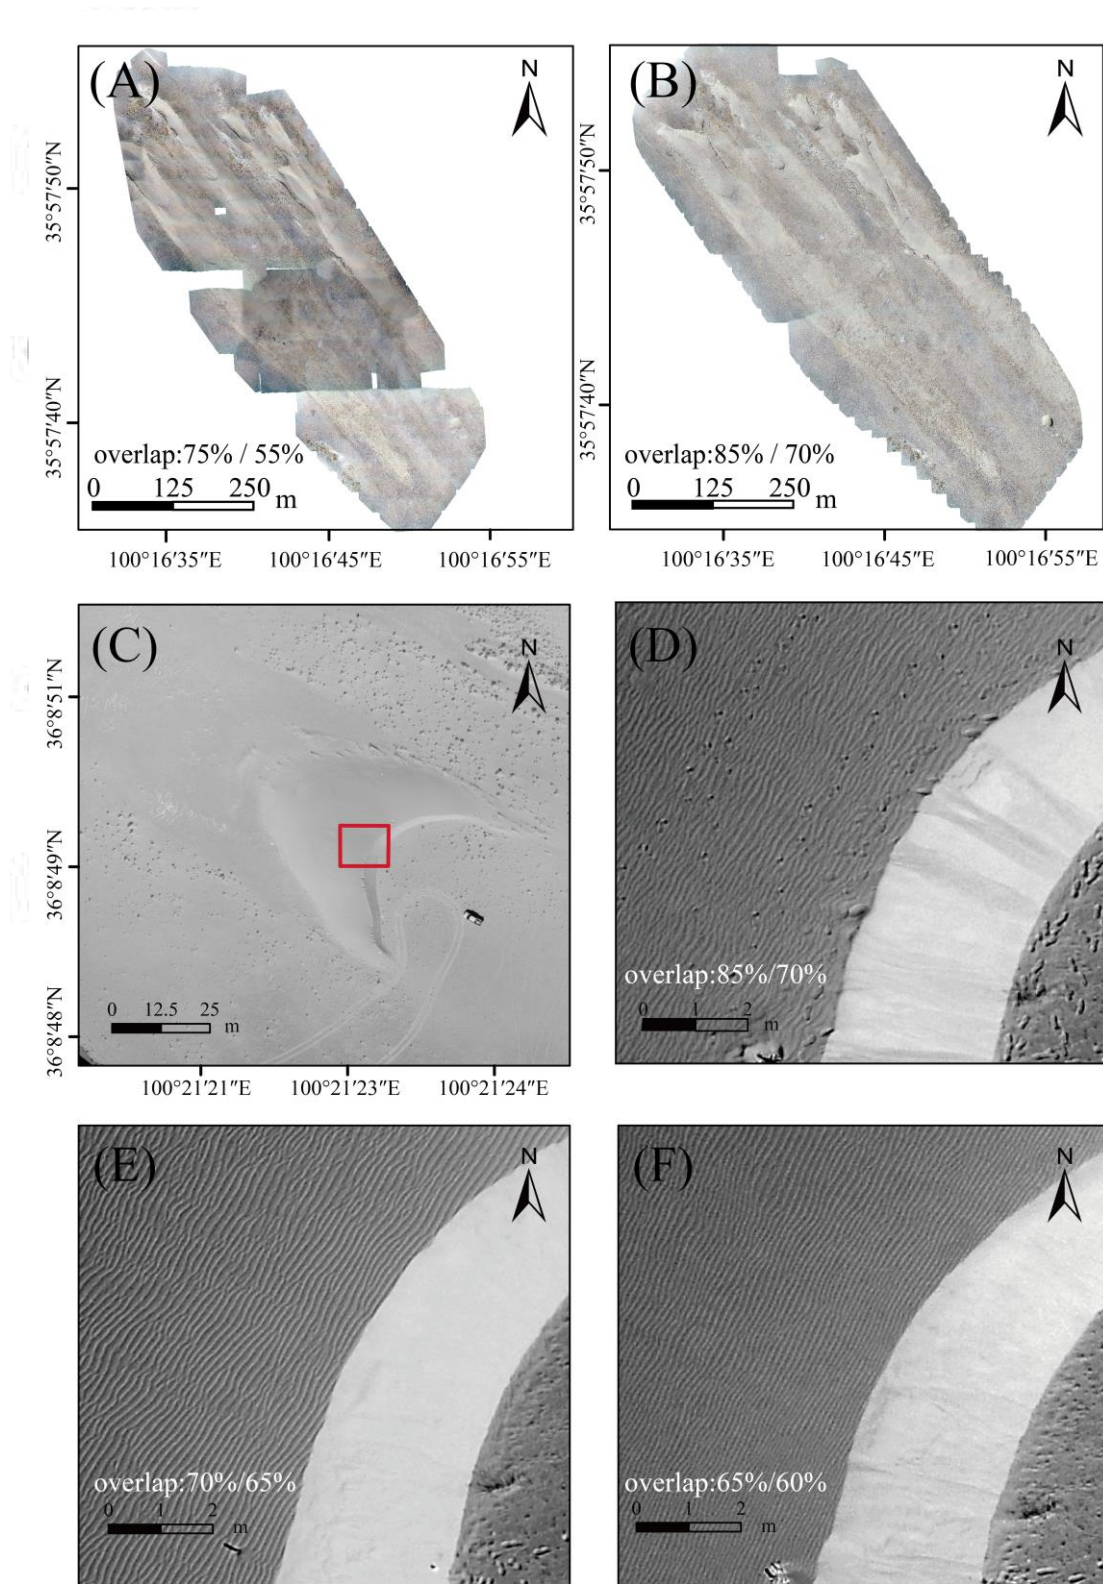 (A)
N
35°57′50″N
35°57′40″N
overlap:75% / 55%
0 125 250 m
100°16′35″E 100°16′45″E 100°16′55″E
(B)
N
35°57′50″N
35°57′40″N
overlap:85% / 70%
0 125 250 m
100°16′35″E 100°16′45″E 100°16′55″E
(C)
N
36°8′51″N
36°8′49″N
36°8′48″N
0 12.5 25 m
100°21′21″E 100°21′23″E 100°21′24″E
(D)
N
overlap:85%/70%
0 1 2 m
(E)
N
overlap:70%/65%
0 1 2 m
(F)
N
overlap:65%/60%
0 1 2 m